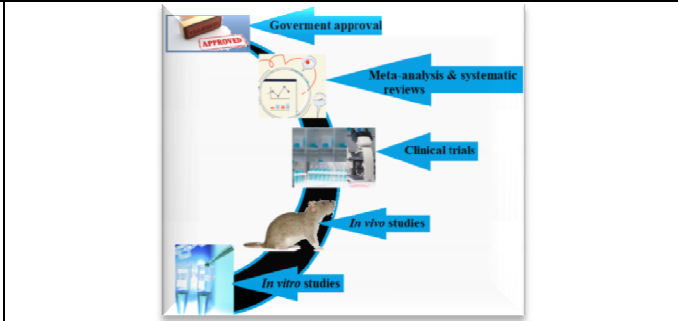 Goverment approval
APPROVED
Meta-analysis & systematic
reviews
Clinical trials
In vivo studies
In vitro studies